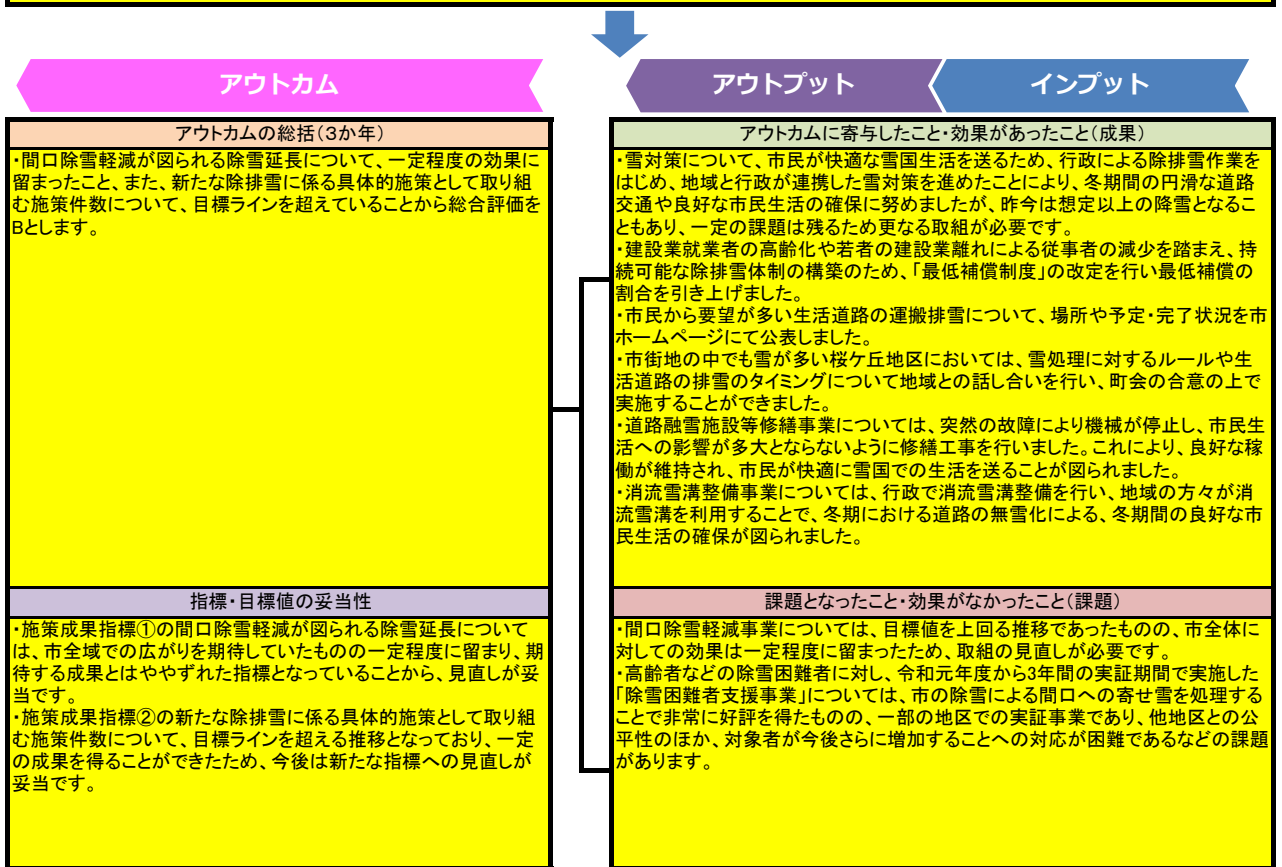 アウトカム
アウトプット
インプット
アウトカムの総括(3か年)
・間口除雪軽減が図られる除雪延長について、一定程度の効果に
留まったこと、また、新たな除排雪に係る具体的施策として取り組
む施策件数について、目標ラインを超えていることから総合評価を
Bとします。
指標・目標値の妥当性
・施策成果指標①の間口除雪軽減が図られる除雪延長について
は、市全域での広がりを期待していたものの一定程度に留まり、期
待する成果とはややずれた指標となっていることから、見直しが妥
当です。
・施策成果指標②の新たな除排雪に係る具体的施策として取り組
む施策件数について、目標ラインを超える推移となっており、一定
の成果を得ることができたため、今後は新たな指標への見直しが
妥当です。
アウトカムに寄与したこと・効果があったこと(成果)
・雪対策について、市民が快適な雪国生活を送るため、行政による除排雪作業を
はじめ、地域と行政が連携した雪対策を進めたことにより、冬期間の円滑な道路
交通や良好な市民生活の確保に努めましたが、昨今は想定以上の降雪となるこ
ともあり、一定の課題は残るため更なる取組が必要です。
・建設業就業者の高齢化や若者の建設業離れによる従事者の減少を踏まえ、持
続可能な除排雪体制の構築のため、「最低補償制度」の改定を行い最低補償の
割合を引き上げました。
・市民から要望が多い生活道路の運搬排雪について、場所や予定・完了状況を市
ホームページにて公表しました。
・市街地の中でも雪が多い桜ケ丘地区においては、雪処理に対するルールや生
活道路の排雪のタイミングについて地域との話し合いを行い、町会の合意の上で
実施することができました。
・道路融雪施設等修繕事業については、突然の故障により機械が停止し、市民生
活への影響が多大とならないように修繕工事を行いました。これにより、良好な稼
働が維持され、市民が快適に雪国での生活を送ることが図られました。
・消流雪溝整備事業については、行政で消流雪溝整備を行い、地域の方々が消
流雪溝を利用することで、冬期における道路の無雪化による、冬期間の良好な市
民生活の確保が図られました。
課題となったこと・効果がなかったこと(課題)
・間口除雪軽減事業については、目標値を上回る推移であったものの、市全体に
対しての効果は一定程度に留まったため、取組の見直しが必要です。
・高齢者などの除雪困難者に対し、令和元年度から3年間の実証期間で実施した
「除雪困難者支援事業」については、市の除雪による間口への寄せ雪を処理する
ことで非常に好評を得たものの、一部の地区での実証事業であり、他地区との公
平性のほか、対象者が今後さらに増加することへの対応が困難であるなどの課題
があります。